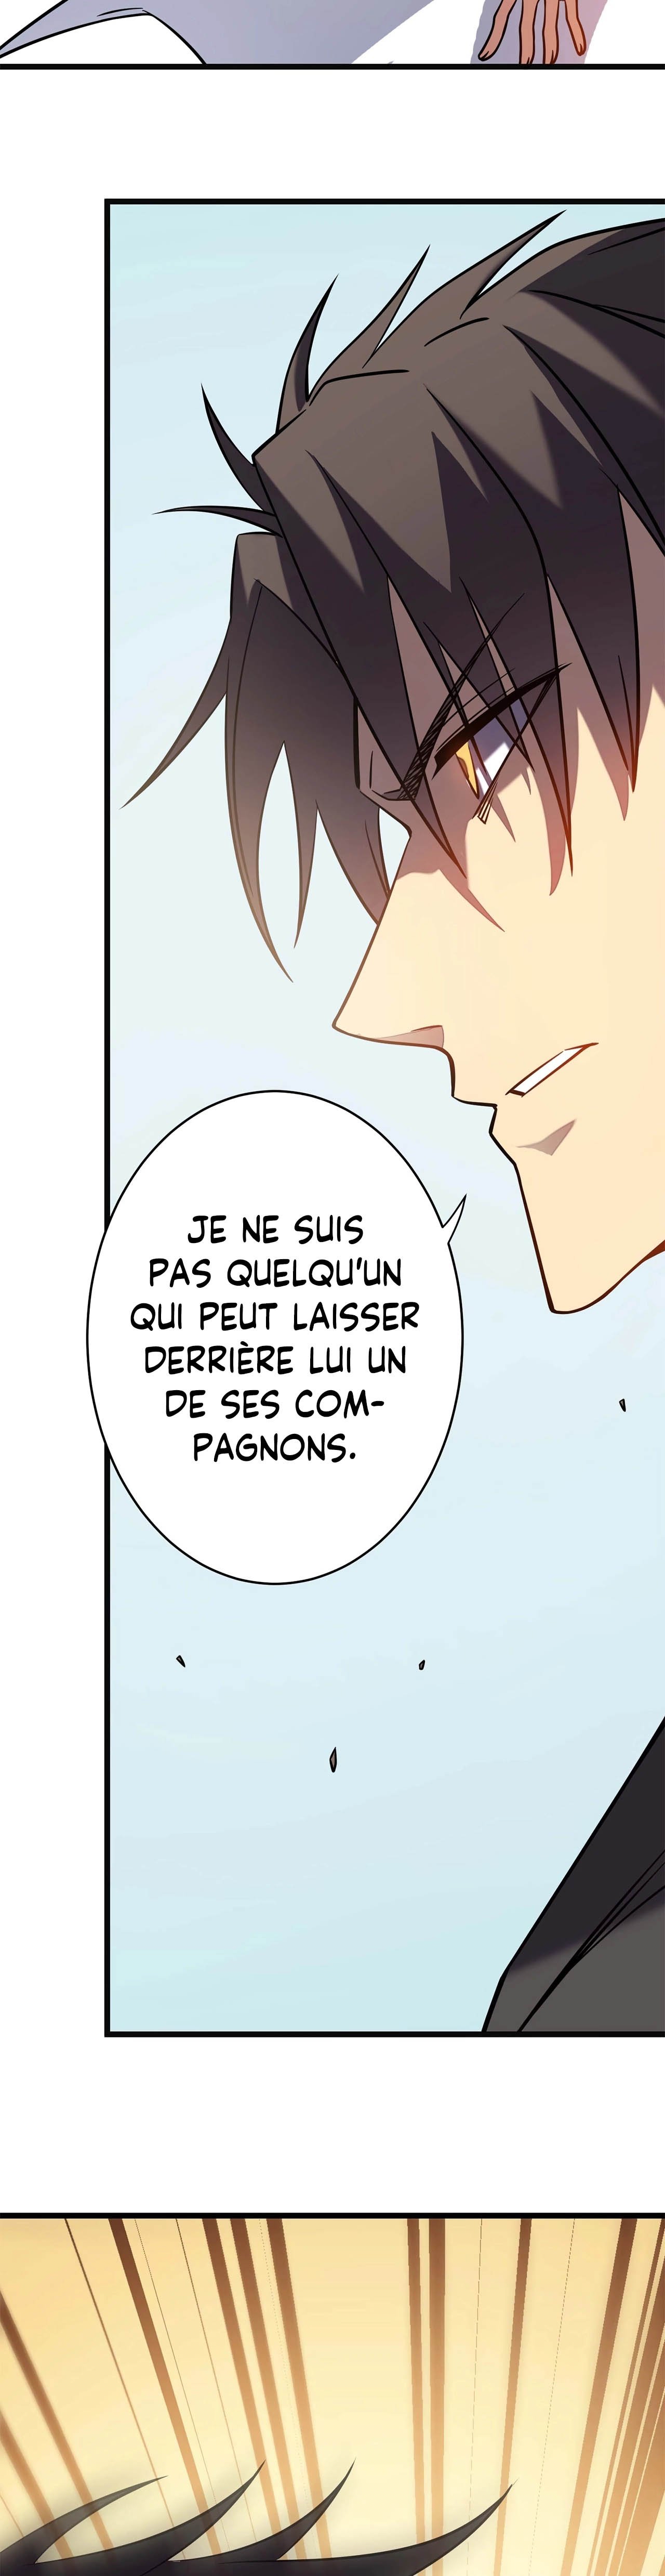 JE NE SUIS
PAS QUELQU'UN
QUI PEUT LAISSER
DERRIÈRE LUI UN
DE SES COM-
PAGNONS.